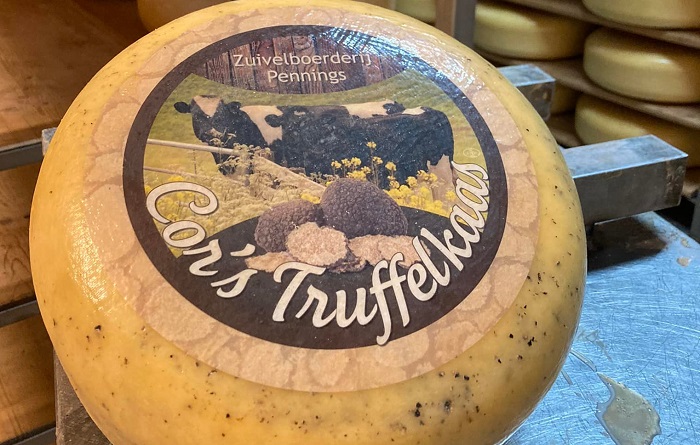 Zuivelboerderij
Pennings
Cor's Truffelkaas